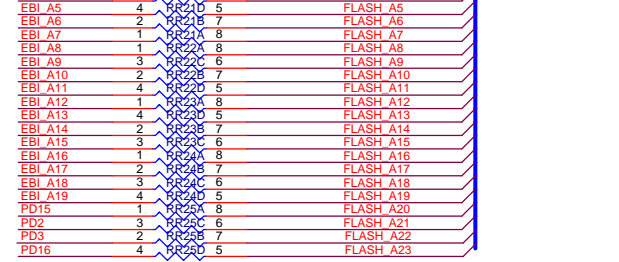 EBI_A5 4 RR21D 5 FLASH_A5
EBI_A6 2 RR21B 7 FLASH_A6
EBI_A7 1 RR21A 8 FLASH_A7
EBI_A8 1 RR22A 8 FLASH_A8
EBI_A9 3 RR22C 6 FLASH_A9
EBI_A10 2 RR22B 7 FLASH_A10
EBI_A11 4 RR22D 5 FLASH_A11
EBI_A12 1 RR23A 8 FLASH_A12
EBI_A13 4 RR23D 5 FLASH_A13
EBI_A14 2 RR23B 7 FLASH_A14
EBI_A15 3 RR23C 6 FLASH_A15
EBI_A16 1 RR24A 8 FLASH_A16
EBI_A17 2 RR24B 7 FLASH_A17
EBI_A18 3 RR24C 6 FLASH_A18
EBI_A19 4 RR24D 5 FLASH_A19
PD15 1 RR25A 8 FLASH_A20
PD2 3 RR25C 6 FLASH_A21
PD3 2 RR25B 7 FLASH_A22
PD16 4 RR25D 5 FLASH_A23